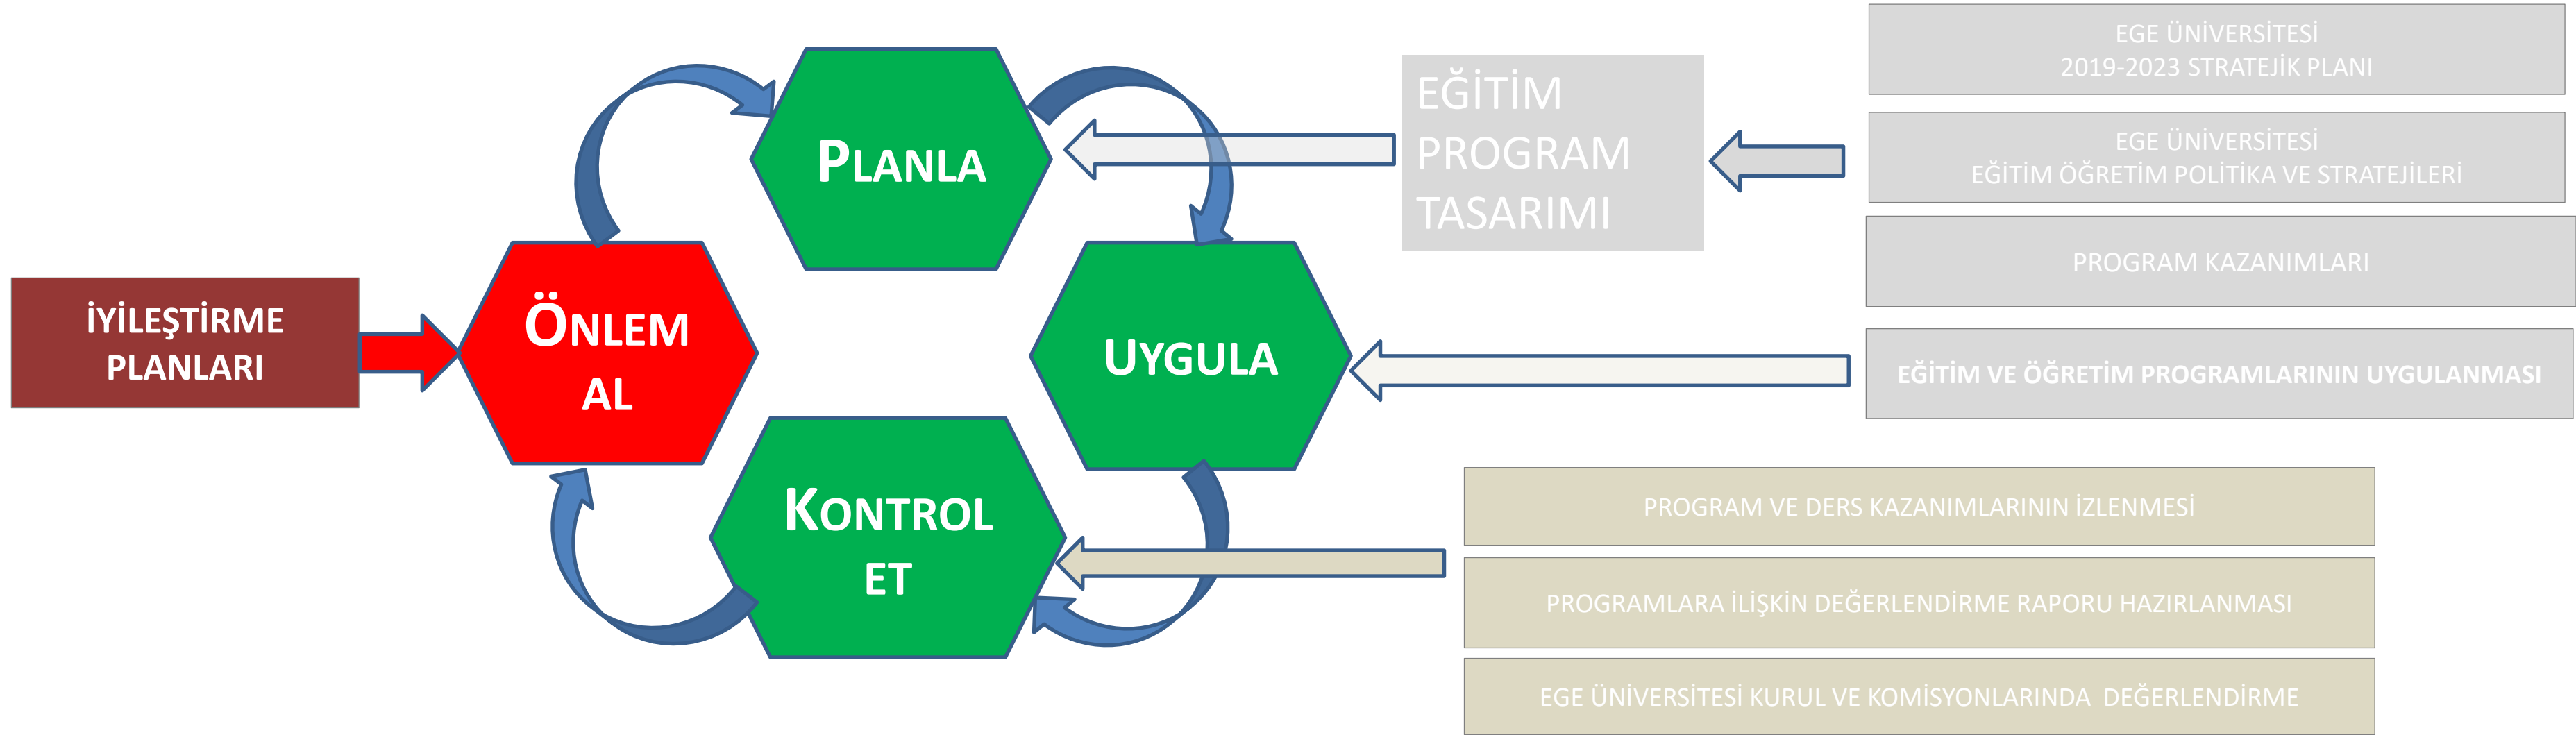 EGE ÜNİVERSİTESİ
2019-2023 STRATEJİK PLANI
EĞİTİM
PROGRAM
TASARIMI
EGE ÜNİVERSİTESİ
EĞİTİM ÖĞRETİM POLİTIKA VE STRATEJİLERİ
PROGRAM KAZANIMLARI
PLANLA
İYİLEŞTİRME
PLANLARI
ÖNLEM
AL
UYGULA
EĞİTİM VE ÖĞRETİM PROGRAMLARININ UYGULANMASI
KONTROL
ET
PROGRAM VE DERS KAZANIMLARININ İZLENMESİ
PROGRAMLARA İLİŞKİN DEĞERLENDİRME RAPORU HAZIRLANMASI
EGE ÜNİVERSİTESİ KURUL VE KOMİSYONLARINDA DEĞERLENDİRME